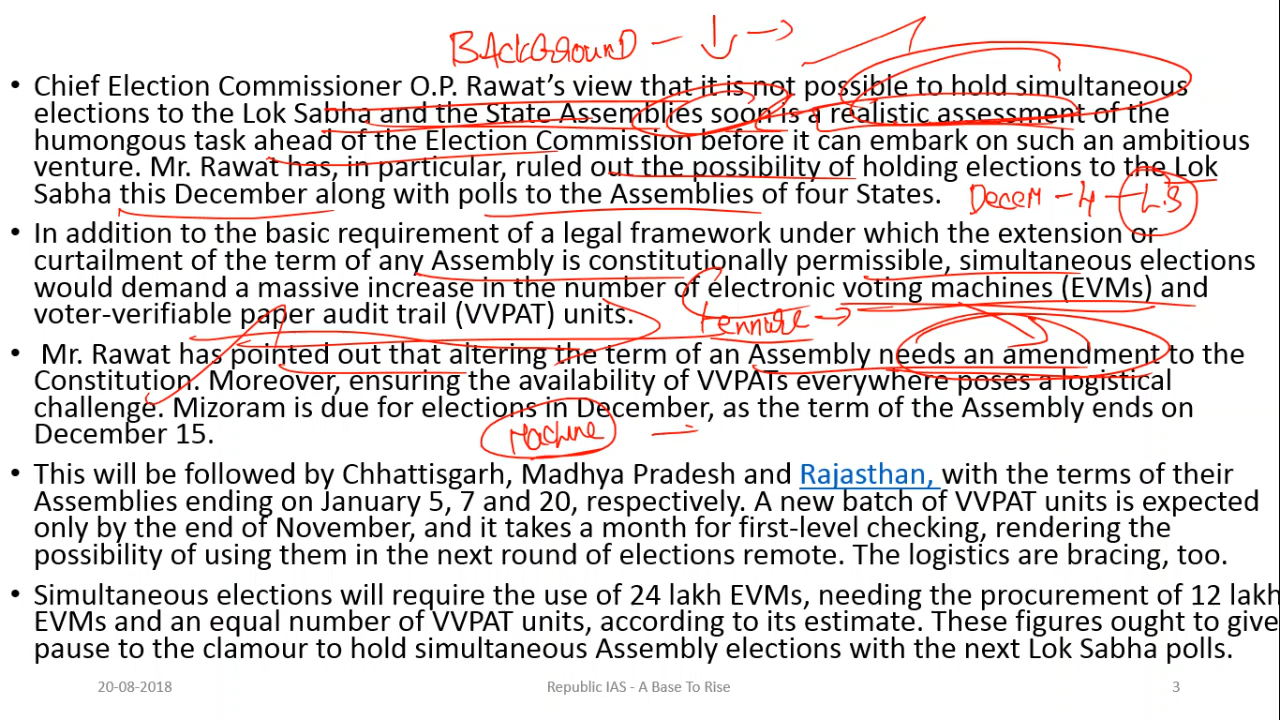 BACKGROUND
• Chief Election Commissioner O.P. Rawat’s view that it is not possible to hold simultaneous
elections to the Lok Sabha and the State Assemblies soon is a realistic assessment of the
humongous task ahead of the Election Commission before it can embark on such an ambitious
venture. Mr. Rawat has, in particular, ruled out the possibility of holding elections to the Lok
Sabha this December along with polls to the Assemblies of four States.
Decem - 4 - L.S
• In addition to the basic requirement of a legal framework under which the extension or
curtailment of the term of any Assembly is constitutionally permissible, simultaneous elections
would demand a massive increase in the number of electronic voting machines (EVMs) and
voter-verifiable paper audit trail (VVPAT) units.
• Mr. Rawat has pointed out that altering the term of an Assembly needs an amendment to the
Constitution. Moreover, ensuring the availability of VVPATs everywhere poses a logistical
challenge. Mizoram is due for elections in December, as the term of the Assembly ends on
December 15.
Machine
• This will be followed by Chhattisgarh, Madhya Pradesh and Rajasthan, with the terms of their
Assemblies ending on January 5, 7 and 20, respectively. A new batch of VVPAT units is expected
only by the end of November, and it takes a month for first-level checking, rendering the
possibility of using them in the next round of elections remote. The logistics are bracing, too.
• Simultaneous elections will require the use of 24 lakh EVMs, needing the procurement of 12 lakh
EVMs and an equal number of VVPAT units, according to its estimate. These figures ought to give
pause to the clamour to hold simultaneous Assembly elections with the next Lok Sabha polls.
20-08-2018
Republic IAS - A Base To Rise
3